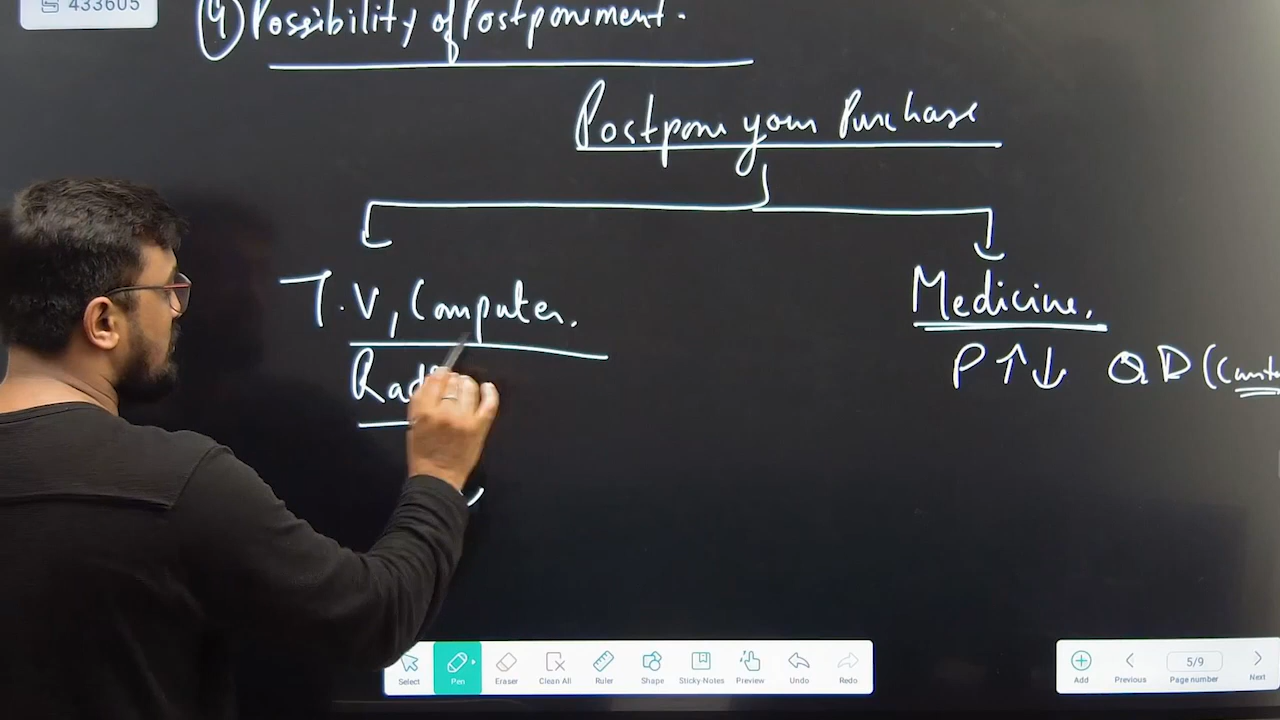 433605
④ Possibility of Postponement.
Postpone your Purchase
T.V, Computer.
Medicine.
P↑↓ QD (
Select Pen Eraser Clean All Ruler Shape Sticky-Notes Preview Undo Redo
Add Previous 5/9 Page number Next